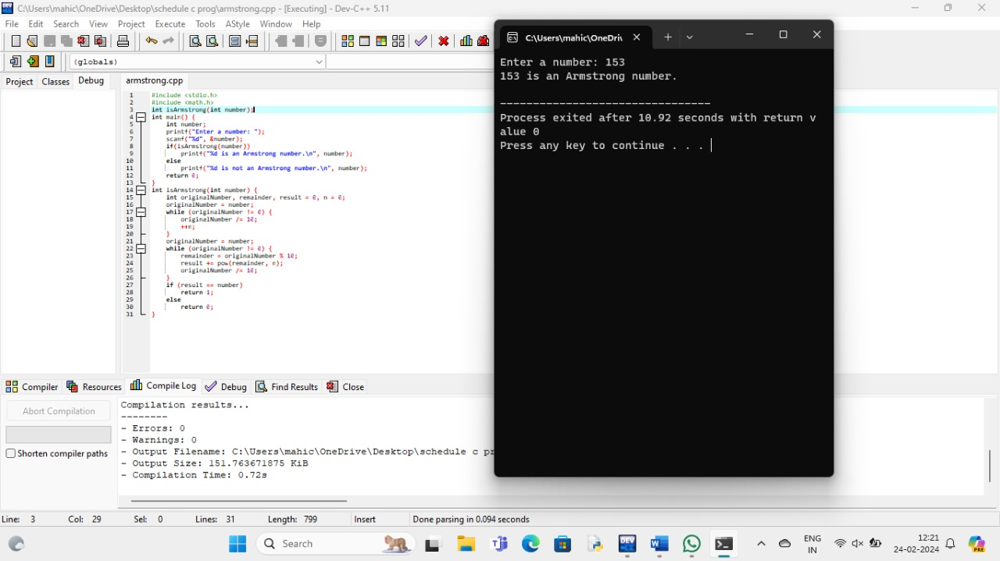 C:\Users\mahic\OneDrive\Desktop\schedule c prog\armstrong.cpp - [Executing] - Dev-C++ 5.11
File Edit Search View Project Execute Tools AStyle Window Help
(globals)
Project Classes Debug
armstrong.cpp
1 #include <stdio.h>
2 #include <math.h>
3 int isArmstrong(int number);
4 int main() {
5 int number;
6 printf("Enter a number: ");
7 scanf("%d", &number);
8 if(isArmstrong(number))
9 printf("%d is an Armstrong number.\n", number);
10 else
11 printf("%d is not an Armstrong number.\n", number);
12 return 0;
13 }
14 int isArmstrong(int number) {
15 int originalNumber, remainder, result = 0, n = 0;
16 originalNumber = number;
17 while (originalNumber != 0) {
18 originalNumber /= 10;
19 ++n;
20 }
21 originalNumber = number;
22 while (originalNumber != 0) {
23 remainder = originalNumber % 10;
24 result += pow(remainder, n);
25 originalNumber /= 10;
26 }
27 if (result == number)
28 return 1;
29 else
30 return 0;
31 }
C:\Users\mahic\OneDri
Enter a number: 153
153 is an Armstrong number.
--------------------------------
Process exited after 10.92 seconds with return v
alue 0
Press any key to continue . . .
Compiler Resources Compile Log Debug Find Results Close
Abort Compilation
Shorten compiler paths
Compilation results...
--------
- Errors: 0
- Warnings: 0
- Output Filename: C:\Users\mahic\OneDrive\Desktop\schedule c pr
- Output Size: 151.763671875 KiB
- Compilation Time: 0.72s
Line: 3 Col: 29 Sel: 0 Lines: 31 Length: 799 Insert Done parsing in 0.094 seconds
Search
DEV
W
ENG
IN
12:21
24-02-2024
PRE